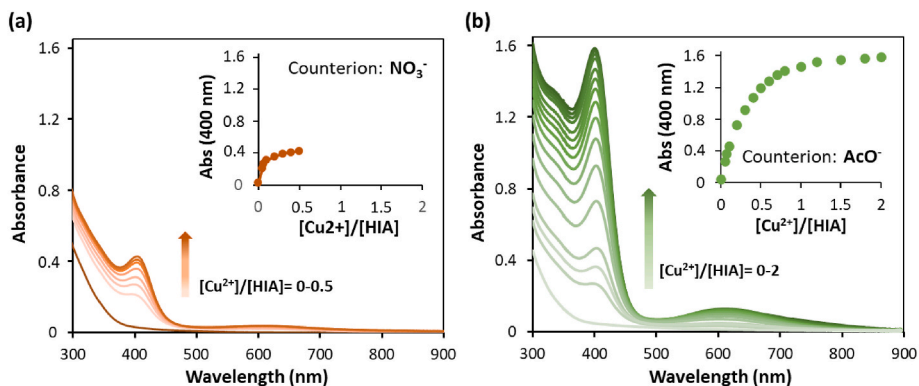 (a)
1.6
1.2
0.8
0.4
0
Absorbance
300 400 500 600 700 800 900
Wavelength (nm)
Counterion: NO₃⁻
1.6
1.2
0.8
0.4
0
Abs (400 nm)
0 0.5 1 1.5 2
[Cu2+]/[HIA]
[Cu²⁺]/[HIA]= 0-0.5
(b)
1.6
1.2
0.8
0.4
0
Absorbance
300 400 500 600 700 800 900
Wavelength (nm)
1.6
1.2
0.8
0.4
0
Abs (400 nm)
Counterion: AcO⁻
0 0.5 1 1.5 2
[Cu²⁺]/[HIA]
[Cu²⁺]/[HIA]= 0-2